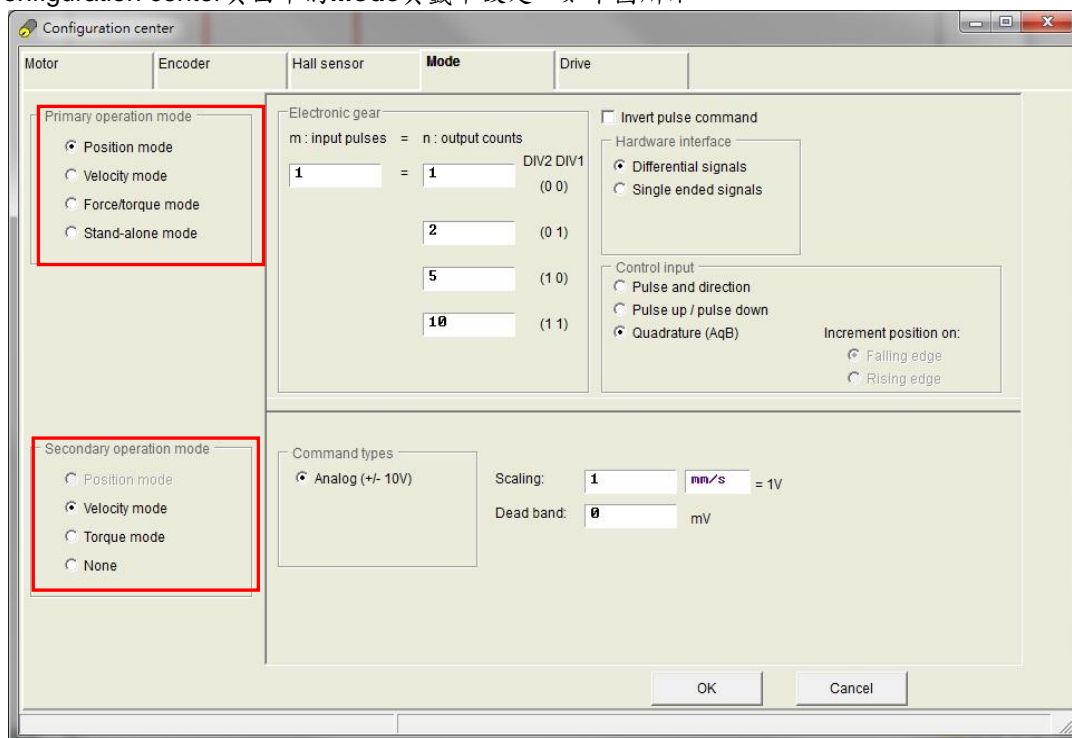 Configuration center
Motor
Encoder
Hall sensor
Mode
Drive
Primary operation mode
Position mode
Velocity mode
Force/torque mode
Stand-alone mode
Electronic gear
m : input pulses = n : output counts
DIV2 DIV1
1 = 1 (0 0)
2 (0 1)
5 (1 0)
10 (1 1)
Invert pulse command
Hardware interface
Differential signals
Single ended signals
Control input
Pulse and direction
Pulse up / pulse down
Quadrature (AqB)
Increment position on:
Falling edge
Rising edge
Secondary operation mode
Position mode
Velocity mode
Torque mode
None
Command types
Analog (+/- 10V)
Scaling: 1 mm/s = 1V
Dead band: 0 mV
OK
Cancel